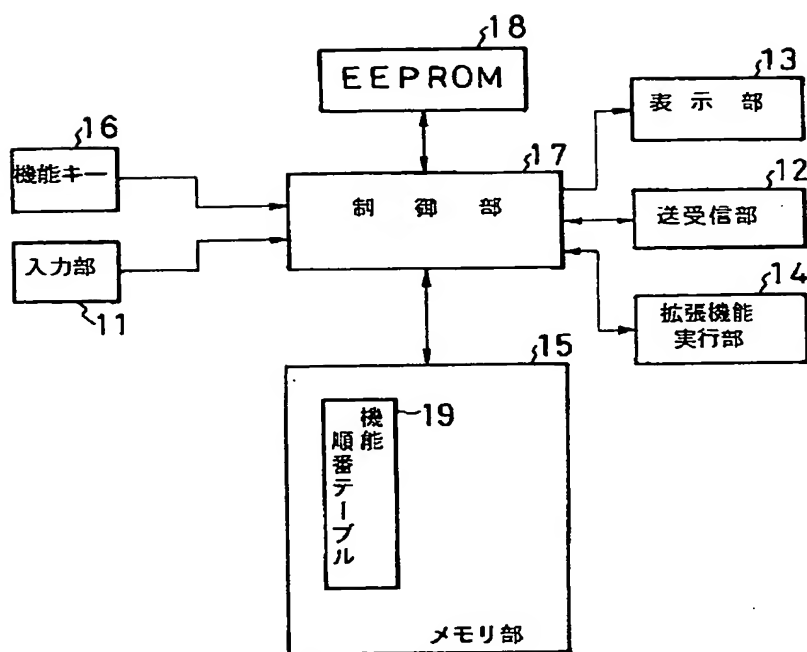 18
EEPROM
13
表示部
16
機能キー
17
制御部
12
送受信部
入力部
11
14
拡張機能
実行部
15
19
機能
順番テーブル
メモリ部